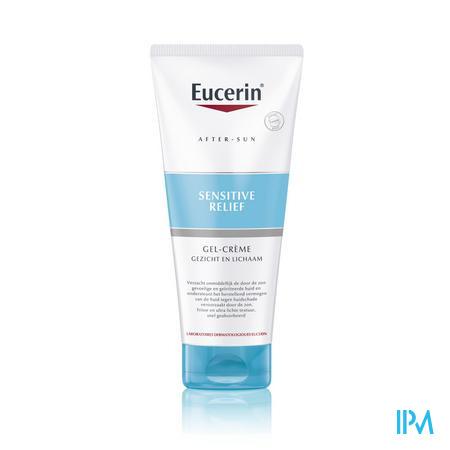 Eucerin®
AFTER-SUN
SENSITIVE
RELIEF
GEL-CRÈME
GEZICHT EN LICHAAM
Verzacht onmiddellijk de door de zon
gevoelige en geïrriteerde huid en
ondersteunt het herstellend vermogen
van de huid tegen huidschade
veroorzaakt door de zon,
frisse en ultra lichte textuur,
snel geabsorbeerd
LABORATOIRES DERMATOLOGIQUES EUCERIN
IPM